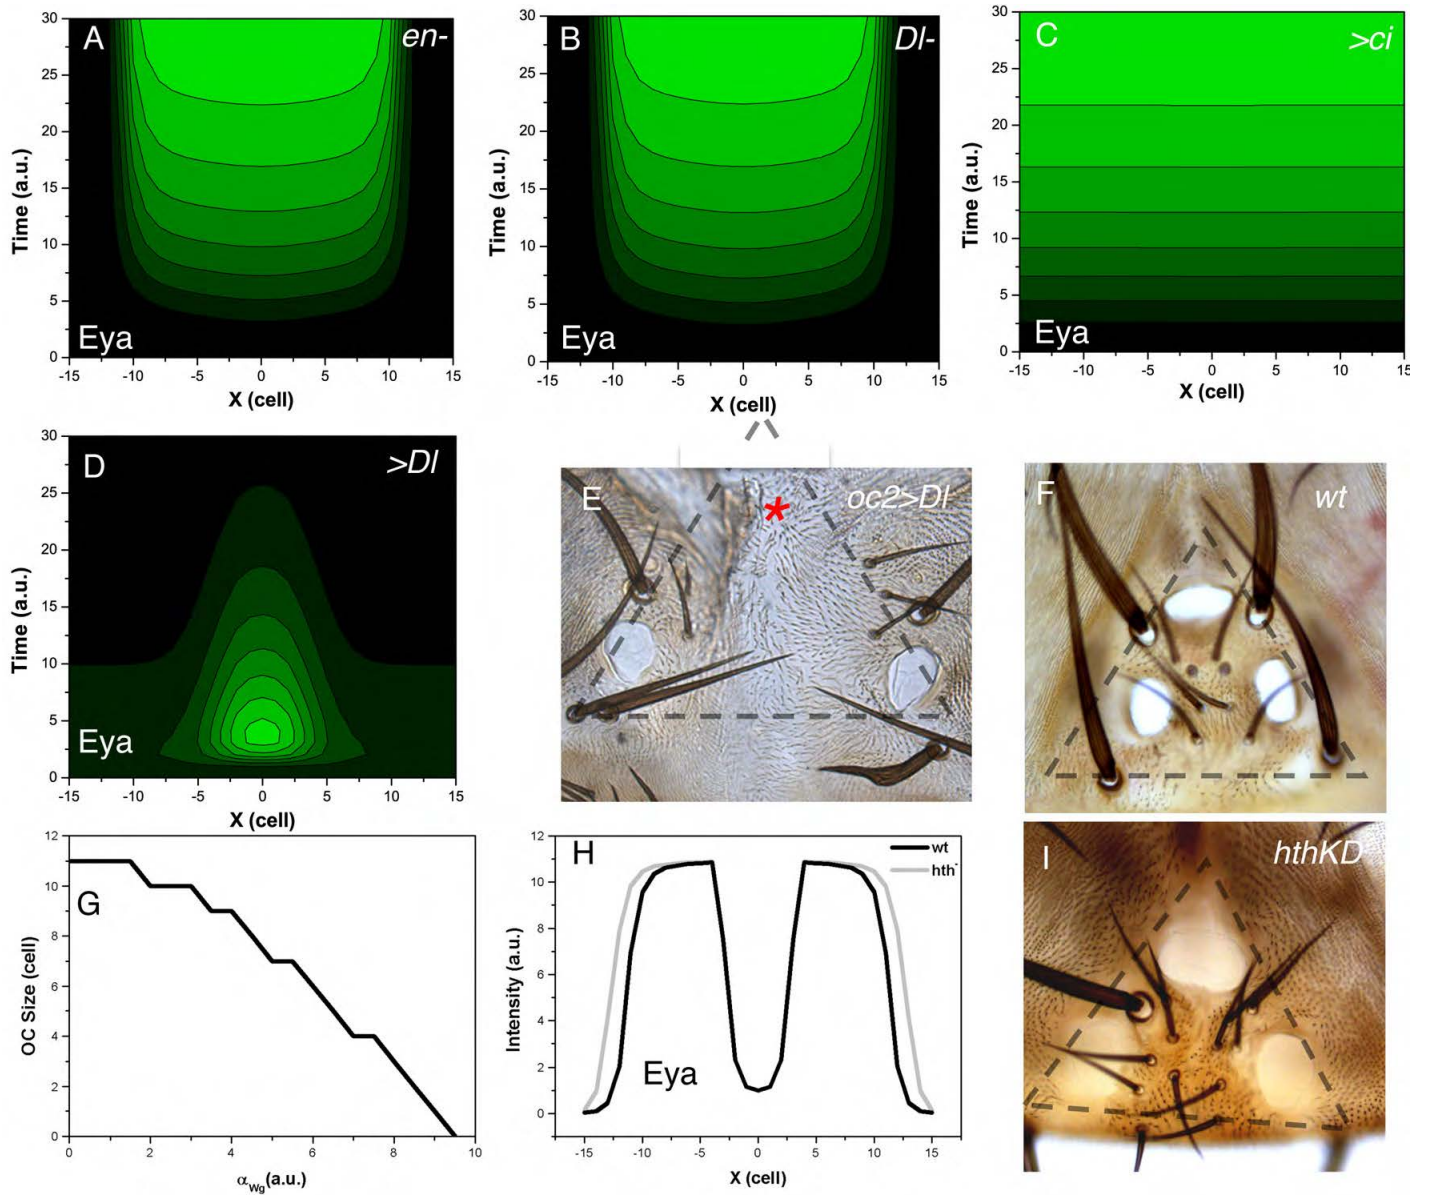 A
en-
30
25
20
15
10
5
0
Time (a.u.)
Eya
-15
-10
-5
0
5
10
15
X (cell)
B
Dl-
30
25
20
15
10
5
0
Time (a.u.)
-15
-10
-5
0
5
10
15
X (cell)
C
>ci
30
25
20
15
10
5
0
Time (a.u.)
Eya
-15
-10
-5
0
5
10
15
X (cell)
D
>Dl
30
25
20
15
10
5
0
Time (a.u.)
Eya
-15
-10
-5
0
5
10
15
X (cell)
E
oc2>Dl
*
F
wt
G
12
10
8
6
4
2
0
OC Size (cell)
0
2
4
6
8
10
αWg(a.u.)
H
wt
hth-
12
10
8
6
4
2
0
Intensity (a.u.)
Eya
-15
-10
-5
0
5
10
15
X (cell)
I
hthKD